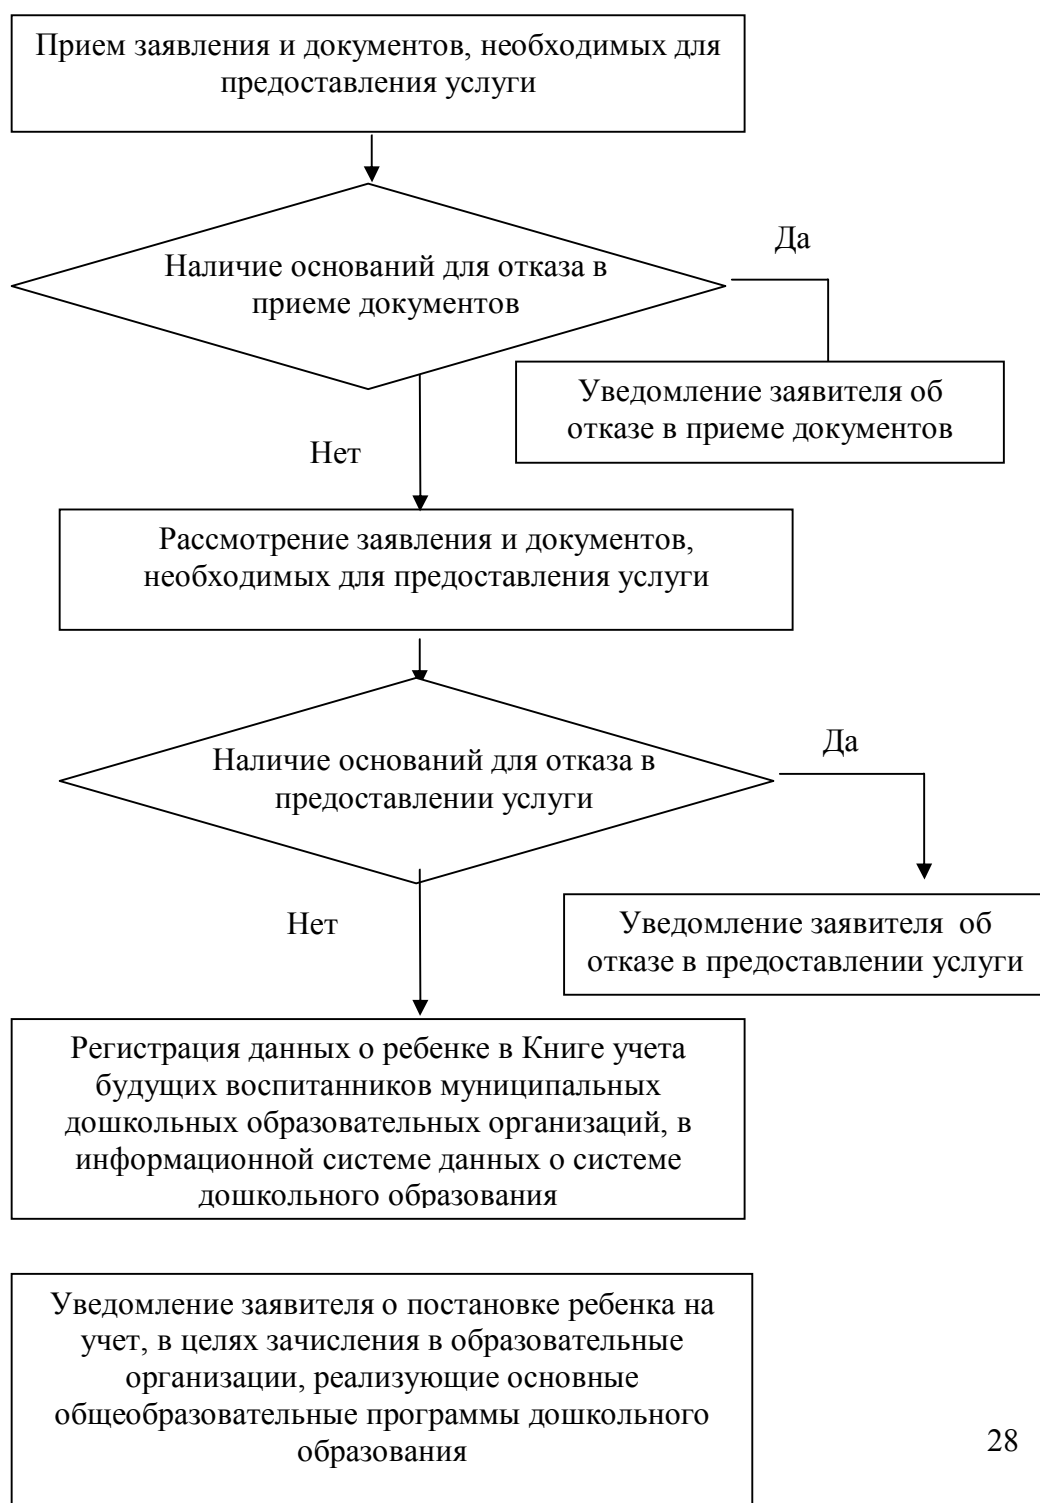 Прием заявления и документов, необходимых для
предоставления услуги
Да
Наличие оснований для отказа в
приеме документов
Уведомление заявителя об
отказе в приеме документов
Нет
Рассмотрение заявления и документов,
необходимых для предоставления услуги
Да
Наличие оснований для отказа в
предоставлении услуги
Нет
Уведомление заявителя  об
отказе в предоставлении услуги
Регистрация данных о ребенке в Книге учета
будущих воспитанников муниципальных
дошкольных образовательных организаций, в
информационной системе данных о системе
дошкольного образования
Уведомление заявителя о постановке ребенка на
учет, в целях зачисления в образовательные
организации, реализующие основные
общеобразовательные программы дошкольного
образования
28